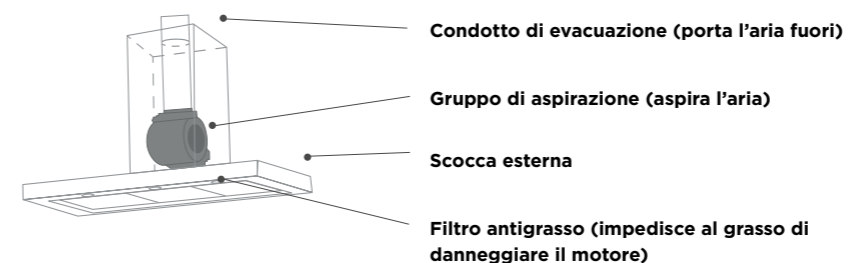 Condotto di evacuazione (porta l’aria fuori)
Gruppo di aspirazione (aspira l’aria)
Scocca esterna
Filtro antigrasso (impedisce al grasso di
danneggiare il motore)